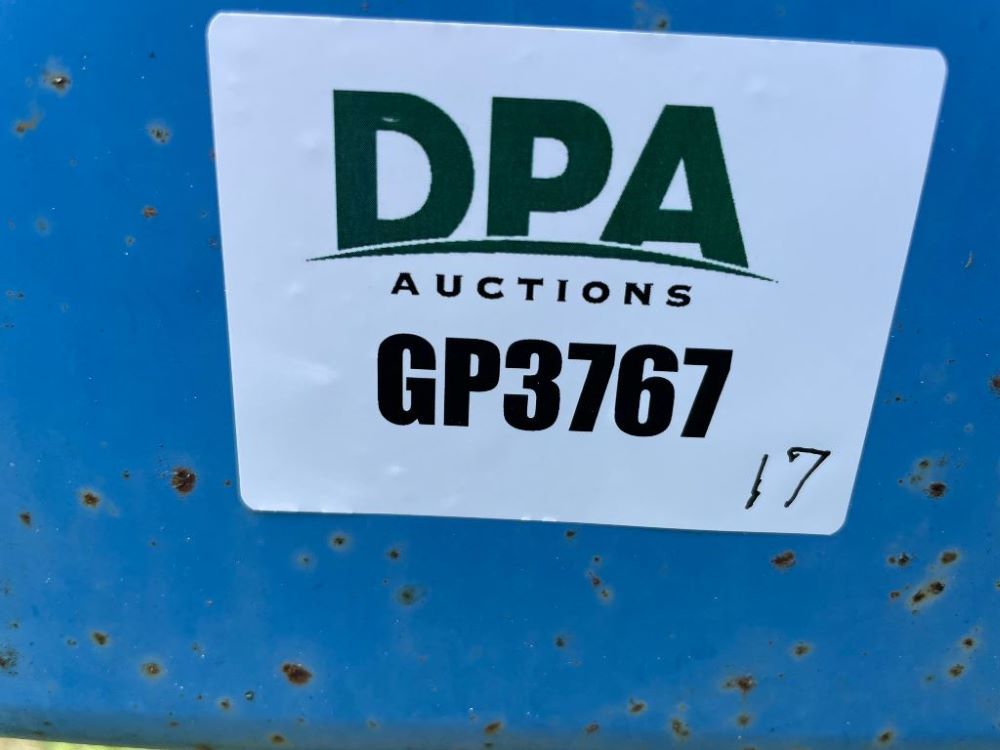 DPA
AUCTIONS
GP3767
17